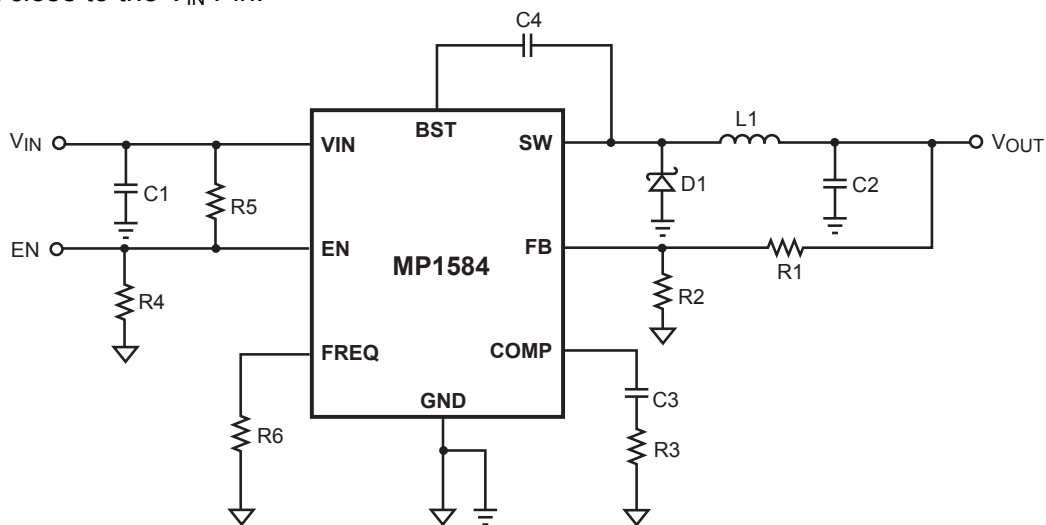 close to the VIN Pin.
C4
BST
VIN
VIN
SW
L1
VOUT
C1
R5
D1
C2
EN
EN
FB
MP1584
R1
R4
R2
FREQ
COMP
GND
C3
R6
R3